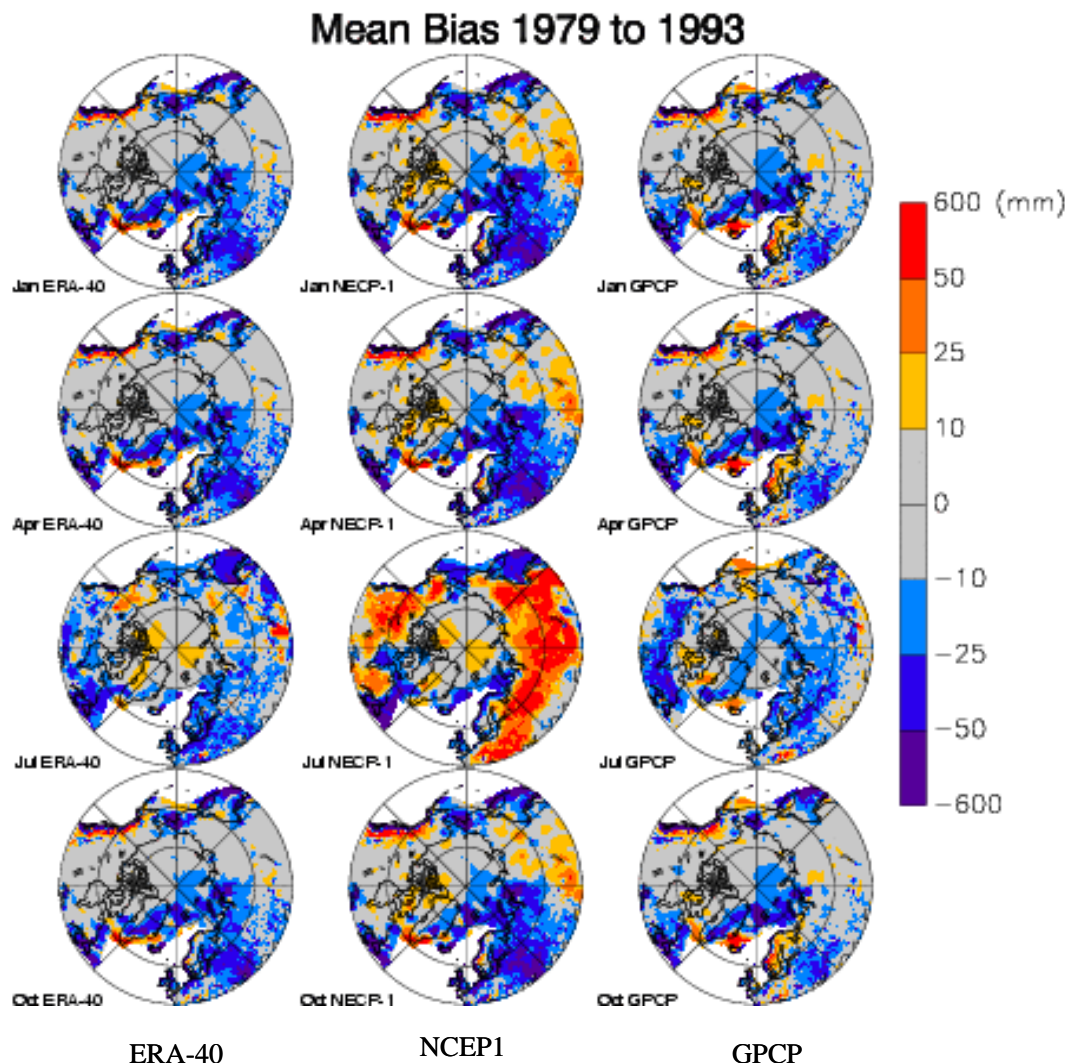 Mean Bias 1979 to 1993
Jan ERA-40
Jan NECP-1
Jan GPCP
Apr ERA-40
Apr NECP-1
Apr GPCP
Jul ERA-40
Jul NECP-1
Jul GPCP
Oct ERA-40
Oct NECP-1
Oct GPCP
600 (mm)
50
25
10
0
-10
-25
-50
-600
ERA-40
NCEP1
GPCP